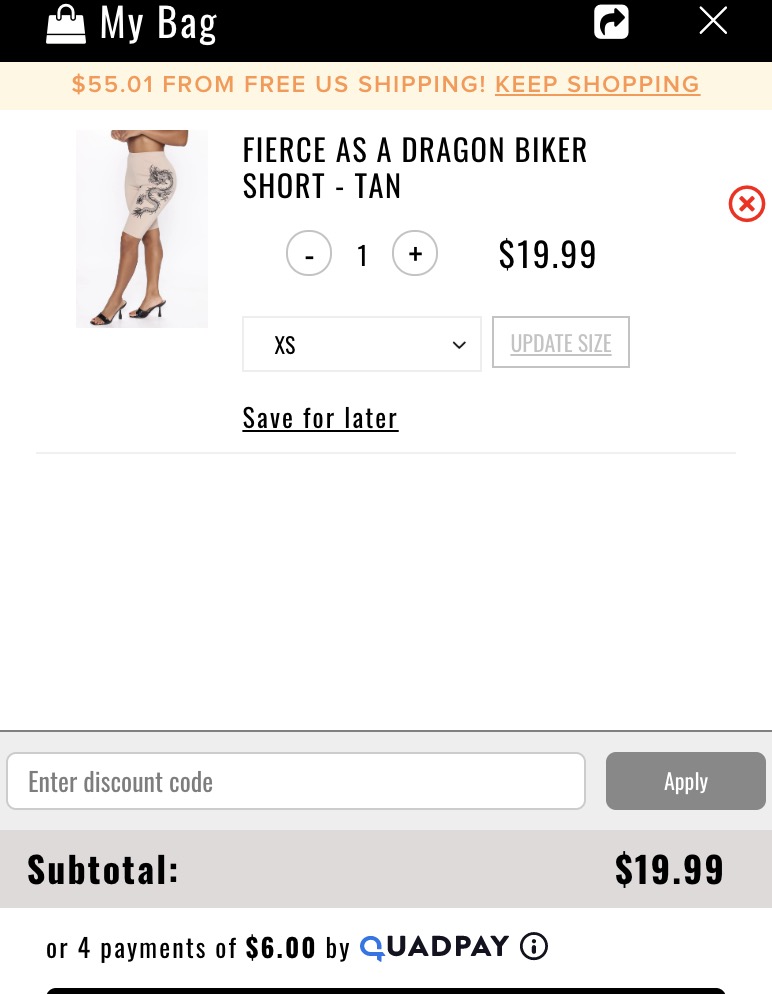 My Bag
$55.01 FROM FREE US SHIPPING! KEEP SHOPPING
FIERCE AS A DRAGON BIKER
SHORT - TAN
- 1 + $19.99
XS UPDATE SIZE
Save for later
Enter discount code Apply
Subtotal: $19.99
or 4 payments of $6.00 by QUADPAY